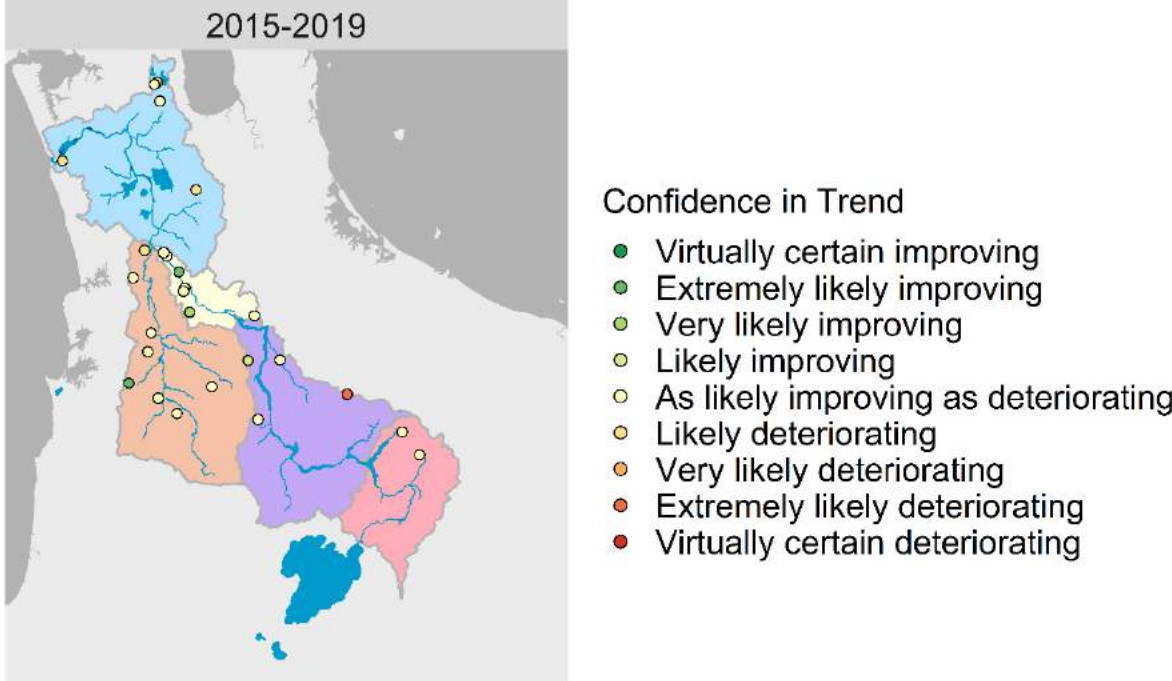 2015-2019
Confidence in Trend
Virtually certain improving
Extremely likely improving
Very likely improving
Likely improving
As likely improving as deteriorating
Likely deteriorating
Very likely deteriorating
Extremely likely deteriorating
Virtually certain deteriorating